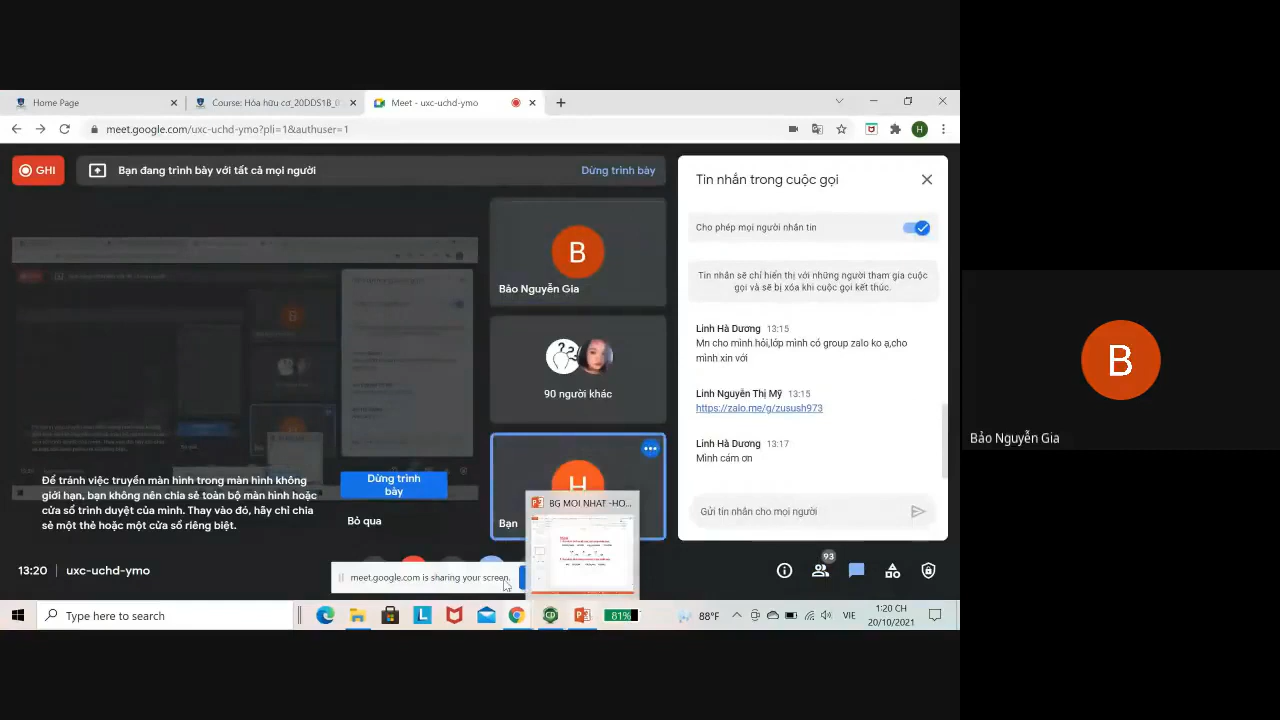 Home Page
Course: Hóa hữu cơ_20DDS1B_0
Meet - uxc-uchd-ymo
meet.google.com/uxc-uchd-ymo?pli=1&authuser=1
H
GHI
Bạn đang trình bày với tất cả mọi người
Dừng trình bày
Tin nhắn trong cuộc gọi
Cho phép mọi người nhắn tin
Tin nhắn sẽ chỉ hiển thị với những người tham gia cuộc
gọi và sẽ bị xóa khi cuộc gọi kết thúc.
Linh Hà Dương 13:15
Mn cho mình hỏi,lớp mình có group zalo ko ạ,cho
mình xin với
Linh Nguyễn Thị Mỹ 13:15
https://zalo.me/g/zusush973
Linh Hà Dương 13:17
Mình cám ơn
Gửi tin nhắn cho mọi người
B
Bảo Nguyễn Gia
90 người khác
H
Bạn
BG MOI NHAT -HO...
Để tránh việc truyền màn hình trong màn hình không
giới hạn, bạn không nên chia sẻ toàn bộ màn hình hoặc
cửa sổ trình duyệt của mình. Thay vào đó, hãy chỉ chia
sẻ một thẻ hoặc một cửa sổ riêng biệt.
Dừng trình
bày
Bỏ qua
13:20
uxc-uchd-ymo
meet.google.com is sharing your screen.
93
Type here to search
L
CD
81%
88°F
VIE
1:20 CH
20/10/2021
B
Bảo Nguyễn Gia